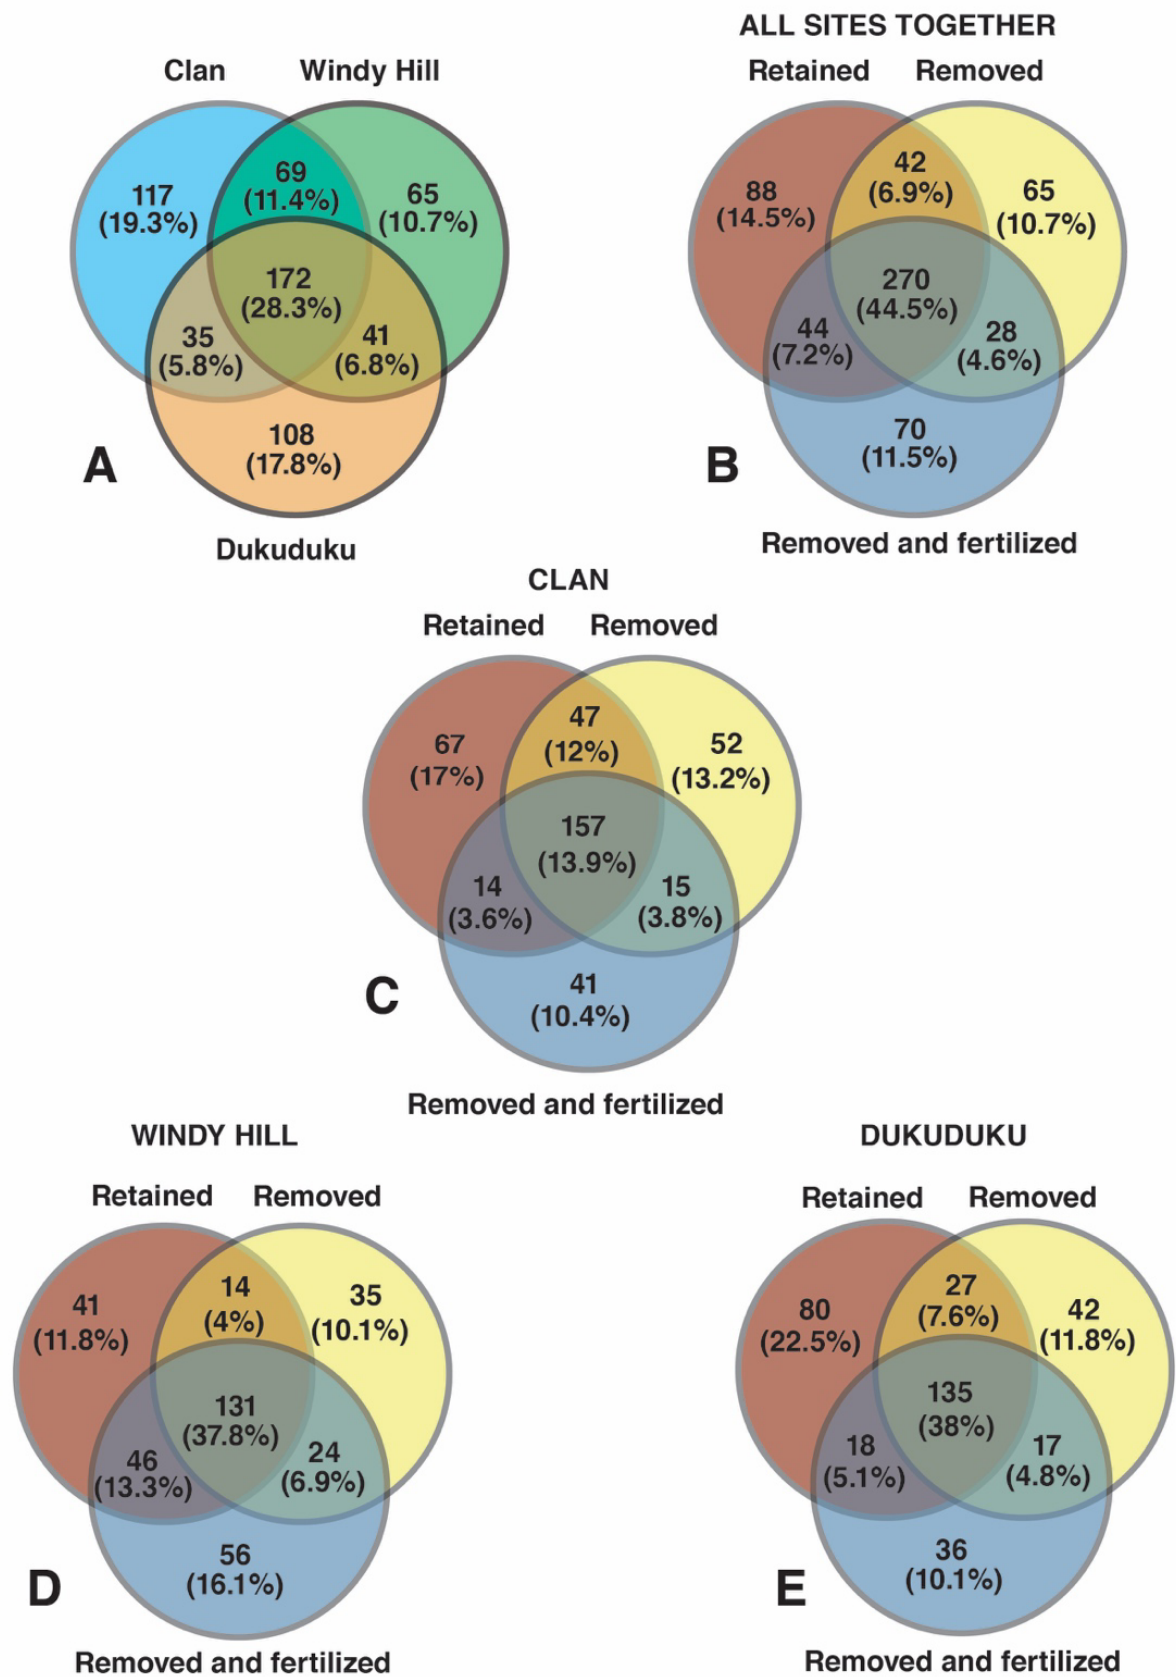 Clan
Windy Hill
117
(19.3%)
69
(11.4%)
65
(10.7%)
172
(28.3%)
35
(5.8%)
41
(6.8%)
108
(17.8%)
A
Dukuduku
ALL SITES TOGETHER
Retained
Removed
88
(14.5%)
42
(6.9%)
65
(10.7%)
270
(44.5%)
44
(7.2%)
28
(4.6%)
70
(11.5%)
B
Removed and fertilized
CLAN
Retained
Removed
67
(17%)
47
(12%)
52
(13.2%)
157
(13.9%)
14
(3.6%)
15
(3.8%)
41
(10.4%)
C
Removed and fertilized
WINDY HILL
Retained
Removed
41
(11.8%)
14
(4%)
35
(10.1%)
131
(37.8%)
46
(13.3%)
24
(6.9%)
56
(16.1%)
D
Removed and fertilized
DUKUDUKU
Retained
Removed
80
(22.5%)
27
(7.6%)
42
(11.8%)
135
(38%)
18
(5.1%)
17
(4.8%)
36
(10.1%)
E
Removed and fertilized